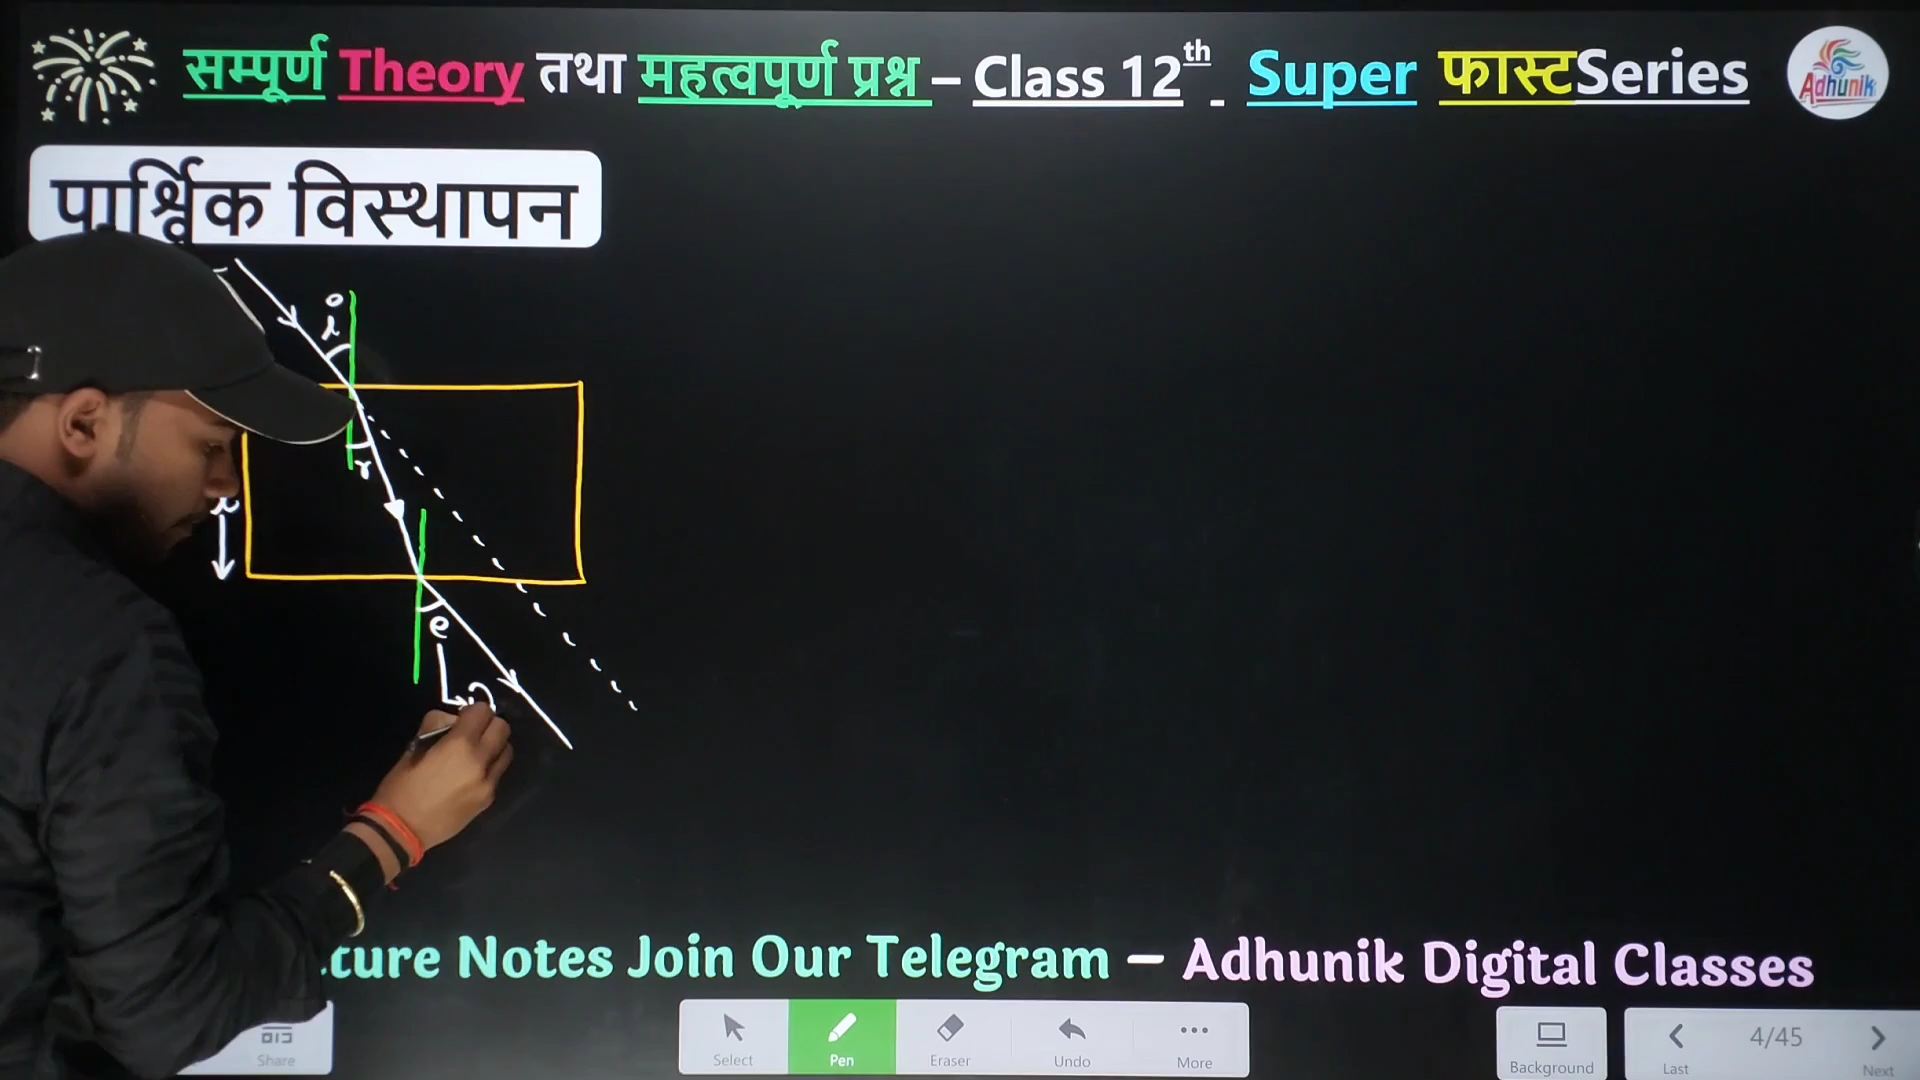 सम्पूर्ण Theory तथा महत्वपूर्ण प्रश्न – Class 12th - Super फास्टSeries
Adhunik
पार्श्विक विस्थापन
i
r
e
cture Notes Join Our Telegram – Adhunik Digital Classes
Share
Select
Pen
Eraser
Undo
More
Background
Last
4/45
Next